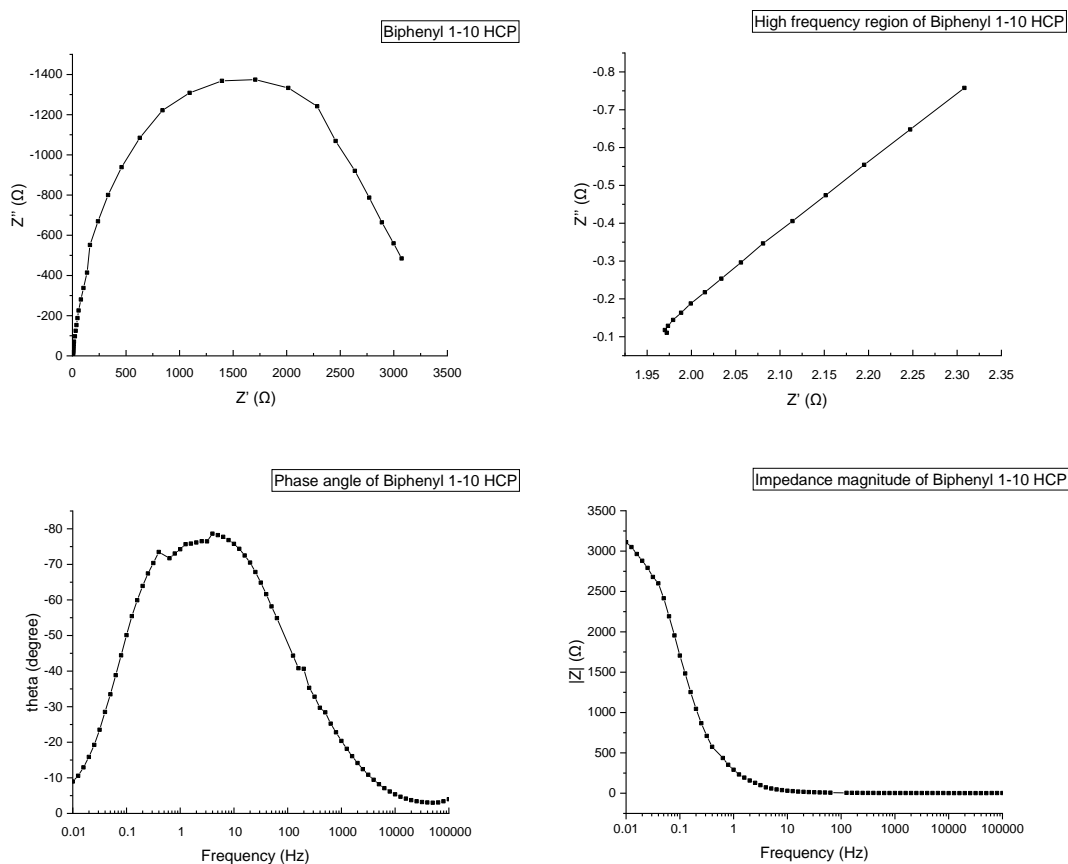 Biphenyl 1-10 HCP
-1400
-1200
-1000
-800
-600
-400
-200
0
Z'' (Ω)
0 500 1000 1500 2000 2500 3000 3500
Z' (Ω)
High frequency region of Biphenyl 1-10 HCP
-0.8
-0.7
-0.6
-0.5
-0.4
-0.3
-0.2
-0.1
Z'' (Ω)
1.95 2.00 2.05 2.10 2.15 2.20 2.25 2.30 2.35
Z' (Ω)
Phase angle of Biphenyl 1-10 HCP
-80
-70
-60
-50
-40
-30
-20
-10
0
theta (degree)
0.01 0.1 1 10 100 1000 10000 100000
Frequency (Hz)
Impedance magnitude of Biphenyl 1-10 HCP
3500
3000
2500
2000
1500
1000
500
0
|Z| (Ω)
0.01 0.1 1 10 100 1000 10000 100000
Frequency (Hz)